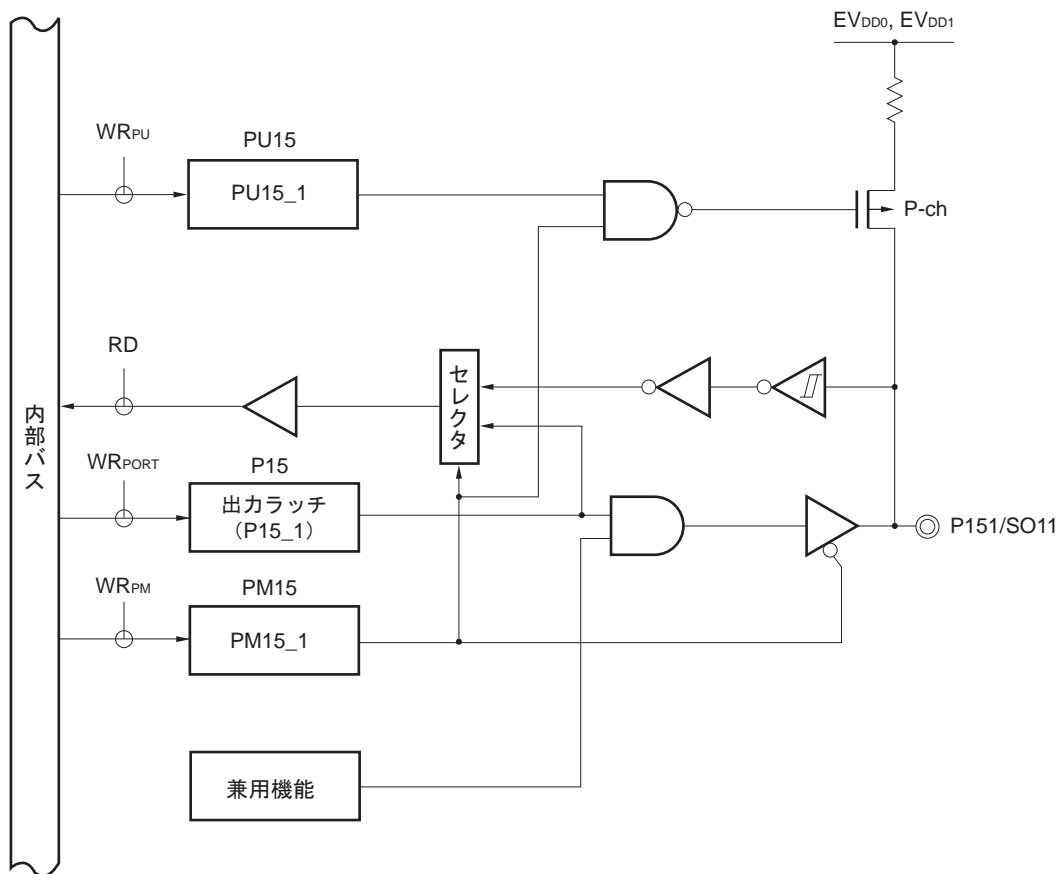 EVDD0, EVDD1
WRPU
PU15
PU15_1
P-ch
RD
セレクタ
内部バス
WRPORT
P15
出力ラッチ
（P15_1）
P151/SO11
WRPM
PM15
PM15_1
兼用機能